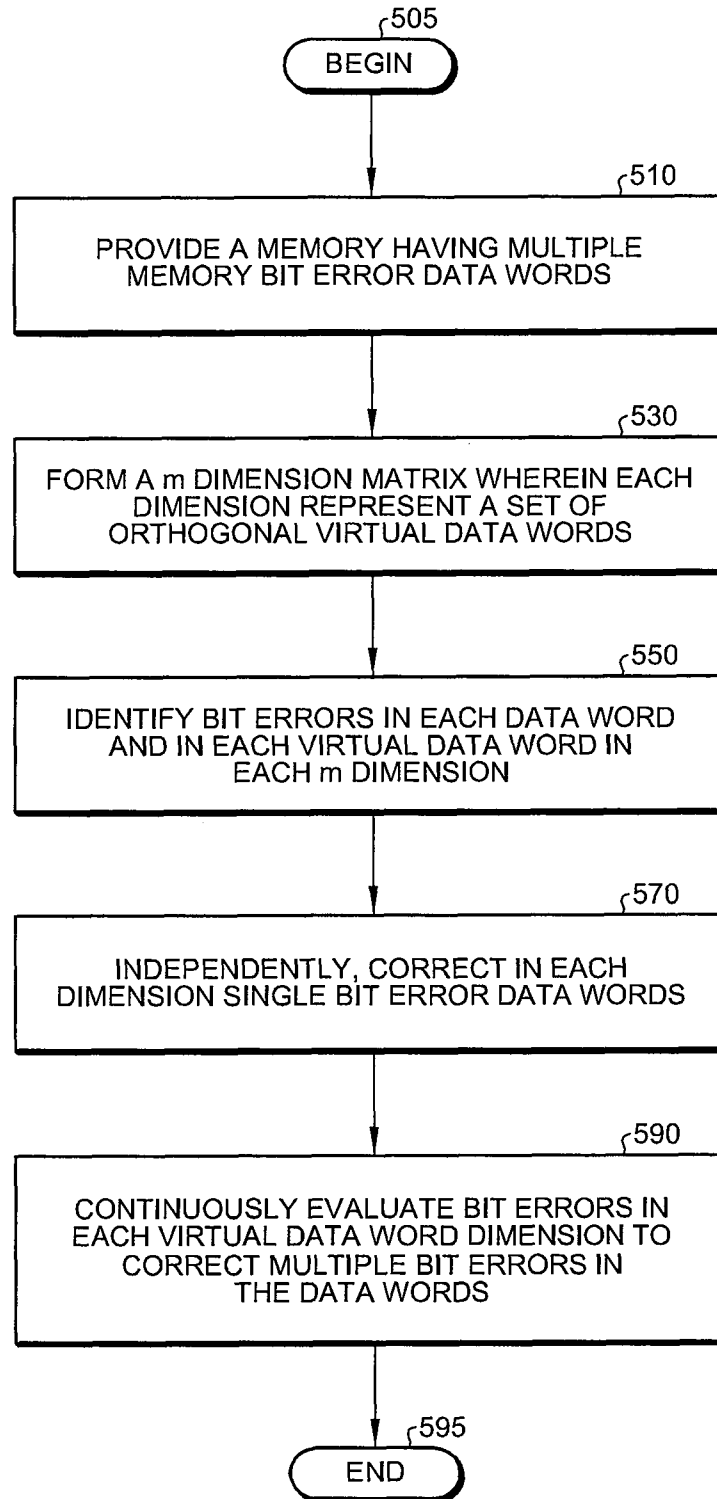 505
BEGIN
510
PROVIDE A MEMORY HAVING MULTIPLE
MEMORY BIT ERROR DATA WORDS
530
FORM A m DIMENSION MATRIX WHEREIN EACH
DIMENSION REPRESENT A SET OF
ORTHOGONAL VIRTUAL DATA WORDS
550
IDENTIFY BIT ERRORS IN EACH DATA WORD
AND IN EACH VIRTUAL DATA WORD IN
EACH m DIMENSION
570
INDEPENDENTLY, CORRECT IN EACH
DIMENSION SINGLE BIT ERROR DATA WORDS
590
CONTINUOUSLY EVALUATE BIT ERRORS IN
EACH VIRTUAL DATA WORD DIMENSION TO
CORRECT MULTIPLE BIT ERRORS IN
THE DATA WORDS
595
END